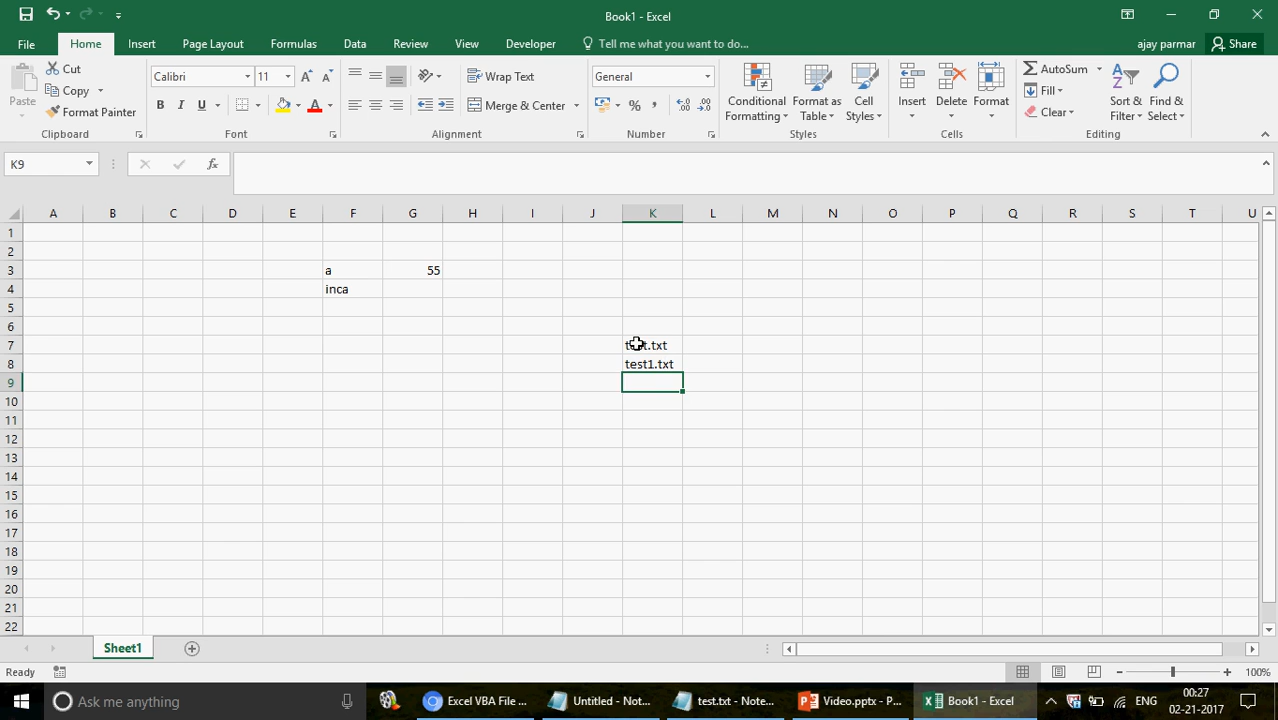 Book1 - Excel
File Home Insert Page Layout Formulas Data Review View Developer Tell me what you want to do... ajay parmar Share
Paste Cut Copy Format Painter Clipboard
Calibri 11 B I U A A A Font
Wrap Text Merge & Center Alignment
General % , Number
Conditional Formatting Format as Table Cell Styles Styles
Insert Delete Format Cells
AutoSum Fill Clear Sort & Filter Find & Select Editing
K9 fx
A B C D E F G H I J K L M N O P Q R S T U
1
2
3 a 55
4 inca
5
6
7 .txt
8 test1.txt
9
10
11
12
13
14
15
16
17
18
19
20
21
22
Sheet1
Ready 100%
Ask me anything Excel VBA File ... Untitled - Not... test.txt - Note... Video.pptx - P... Book1 - Excel ENG 00:27
02-21-2017